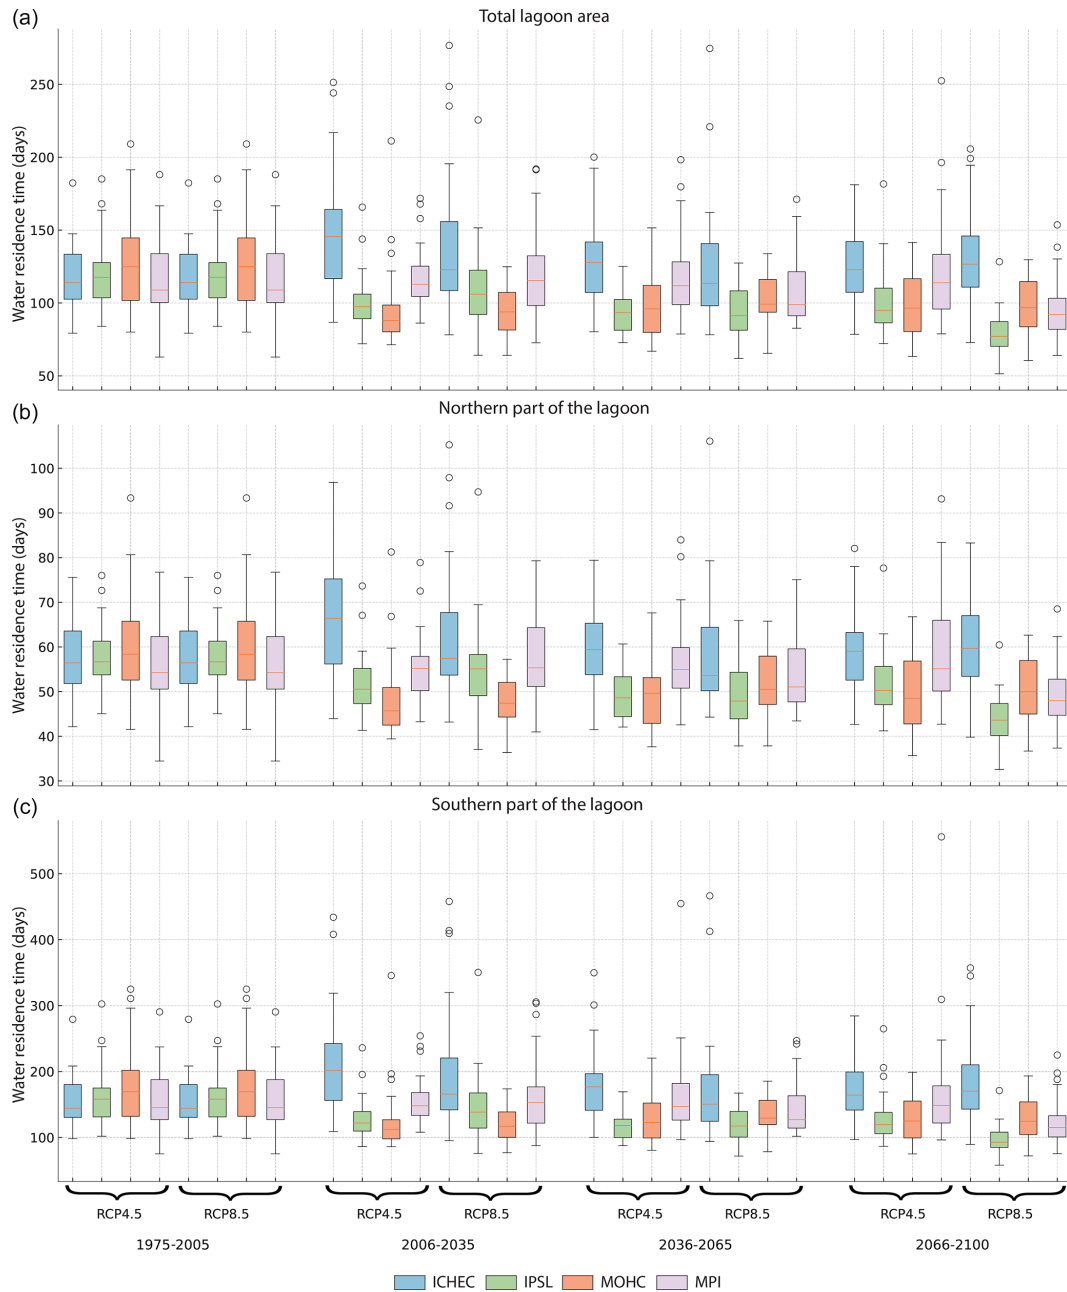 (a)
Total lagoon area
Water residence time (days)
250
200
150
100
50
(b)
Northern part of the lagoon
Water residence time (days)
100
90
80
70
60
50
40
30
(c)
Southern part of the lagoon
Water residence time (days)
500
400
300
200
100
RCP4.5 RCP8.5 RCP4.5 RCP8.5 RCP4.5 RCP8.5 RCP4.5 RCP8.5
1975-2005 2006-2035 2036-2065 2066-2100
ICHEC IPSL MOHC MPI